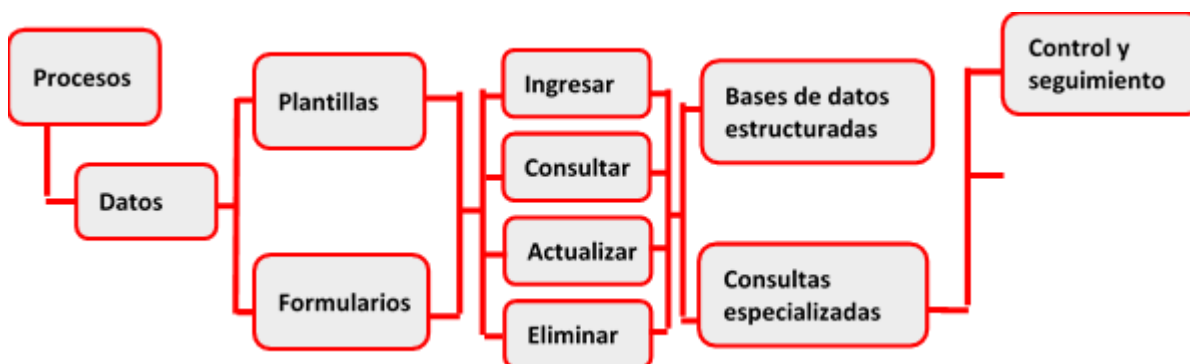 Procesos
Datos
Plantillas
Formularios
Ingresar
Consultar
Actualizar
Eliminar
Bases de datos
estructuradas
Consultas
especializadas
Control y
seguimiento